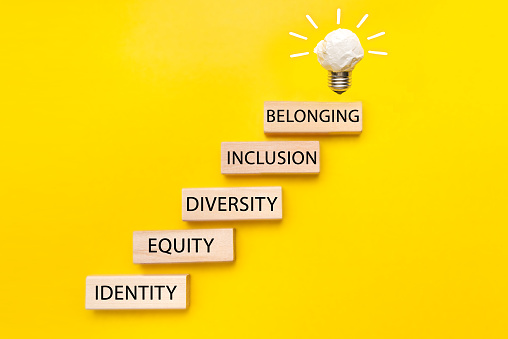 BELONGING
INCLUSION
DIVERSITY
EQUITY
IDENTITY